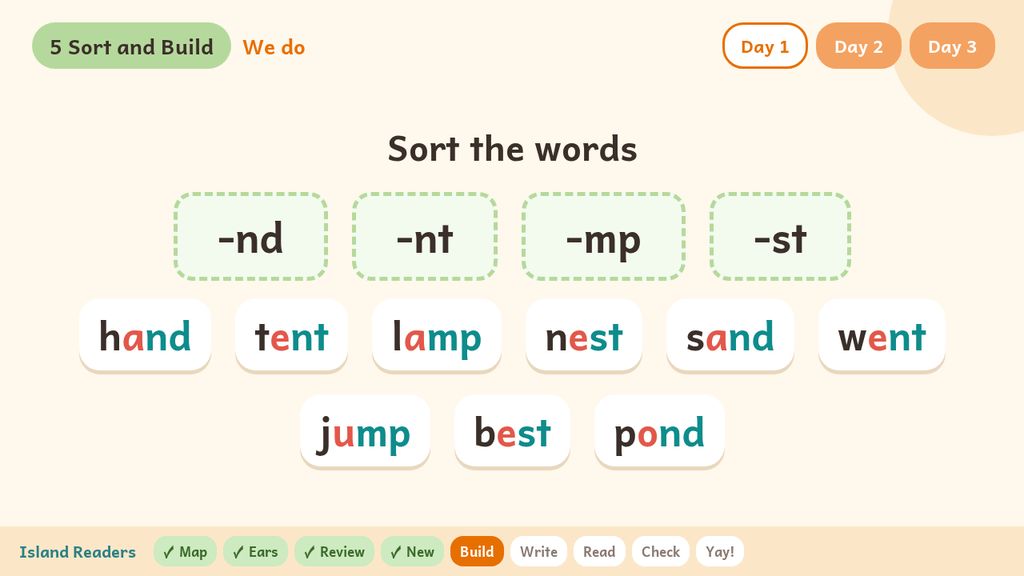 5 Sort and Build We do Day 1 Day 2 Day 3
Sort the words
-nd -nt -mp -st
hand tent lamp nest sand went
jump best pond
Island Readers ✓ Map ✓ Ears ✓ Review ✓ New Build Write Read Check Yay!